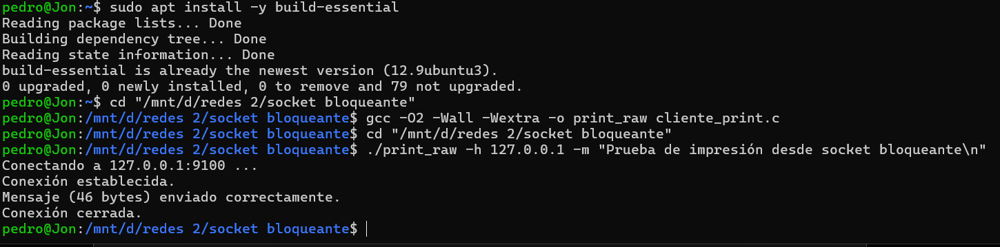 pedro@Jon:~$ sudo apt install -y build-essential
Reading package lists... Done
Building dependency tree... Done
Reading state information... Done
build-essential is already the newest version (12.9ubuntu3).
0 upgraded, 0 newly installed, 0 to remove and 79 not upgraded.
pedro@Jon:~$ cd "/mnt/d/redes 2/socket bloqueante"
pedro@Jon:/mnt/d/redes 2/socket bloqueante$ gcc -O2 -Wall -Wextra -o print_raw cliente_print.c
pedro@Jon:/mnt/d/redes 2/socket bloqueante$ cd "/mnt/d/redes 2/socket bloqueante"
pedro@Jon:/mnt/d/redes 2/socket bloqueante$ ./print_raw -h 127.0.0.1 -m "Prueba de impresión desde socket bloqueante\n"
Conectando a 127.0.0.1:9100 ...
Conexión establecida.
Mensaje (46 bytes) enviado correctamente.
Conexión cerrada.
pedro@Jon:/mnt/d/redes 2/socket bloqueante$